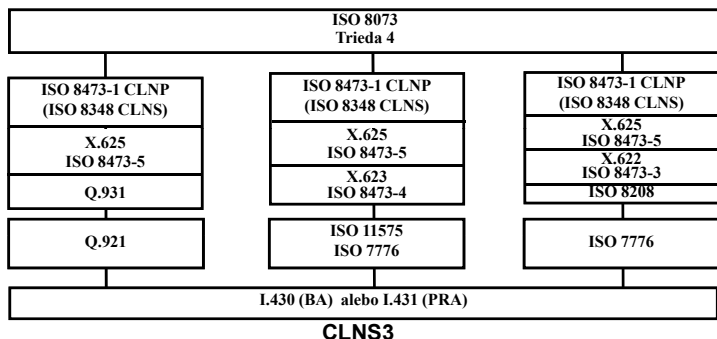 ISO 8073
Trieda 4
ISO 8473-1 CLNP
(ISO 8348 CLNS)
X.625
ISO 8473-5
Q.931
Q.921
ISO 8473-1 CLNP
(ISO 8348 CLNS)
X.625
ISO 8473-5
X.623
ISO 8473-4
ISO 11575
ISO 7776
ISO 8473-1 CLNP
(ISO 8348 CLNS)
X.625
ISO 8473-5
X.622
ISO 8473-3
ISO 8208
ISO 7776
I.430 (BA) alebo I.431 (PRA)
CLNS3